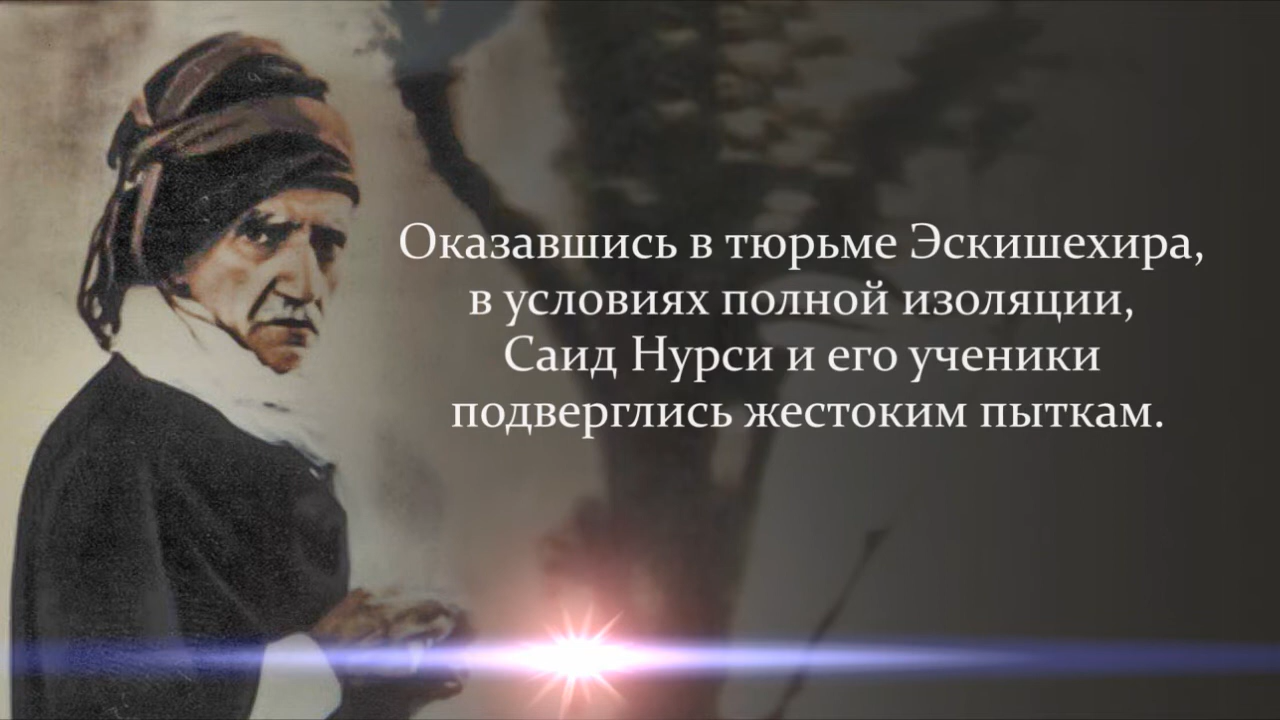 Оказавшись в тюрьме Эскишехира,
в условиях полной изоляции,
Саид Нурси и его ученики
подверглись жестоким пыткам.